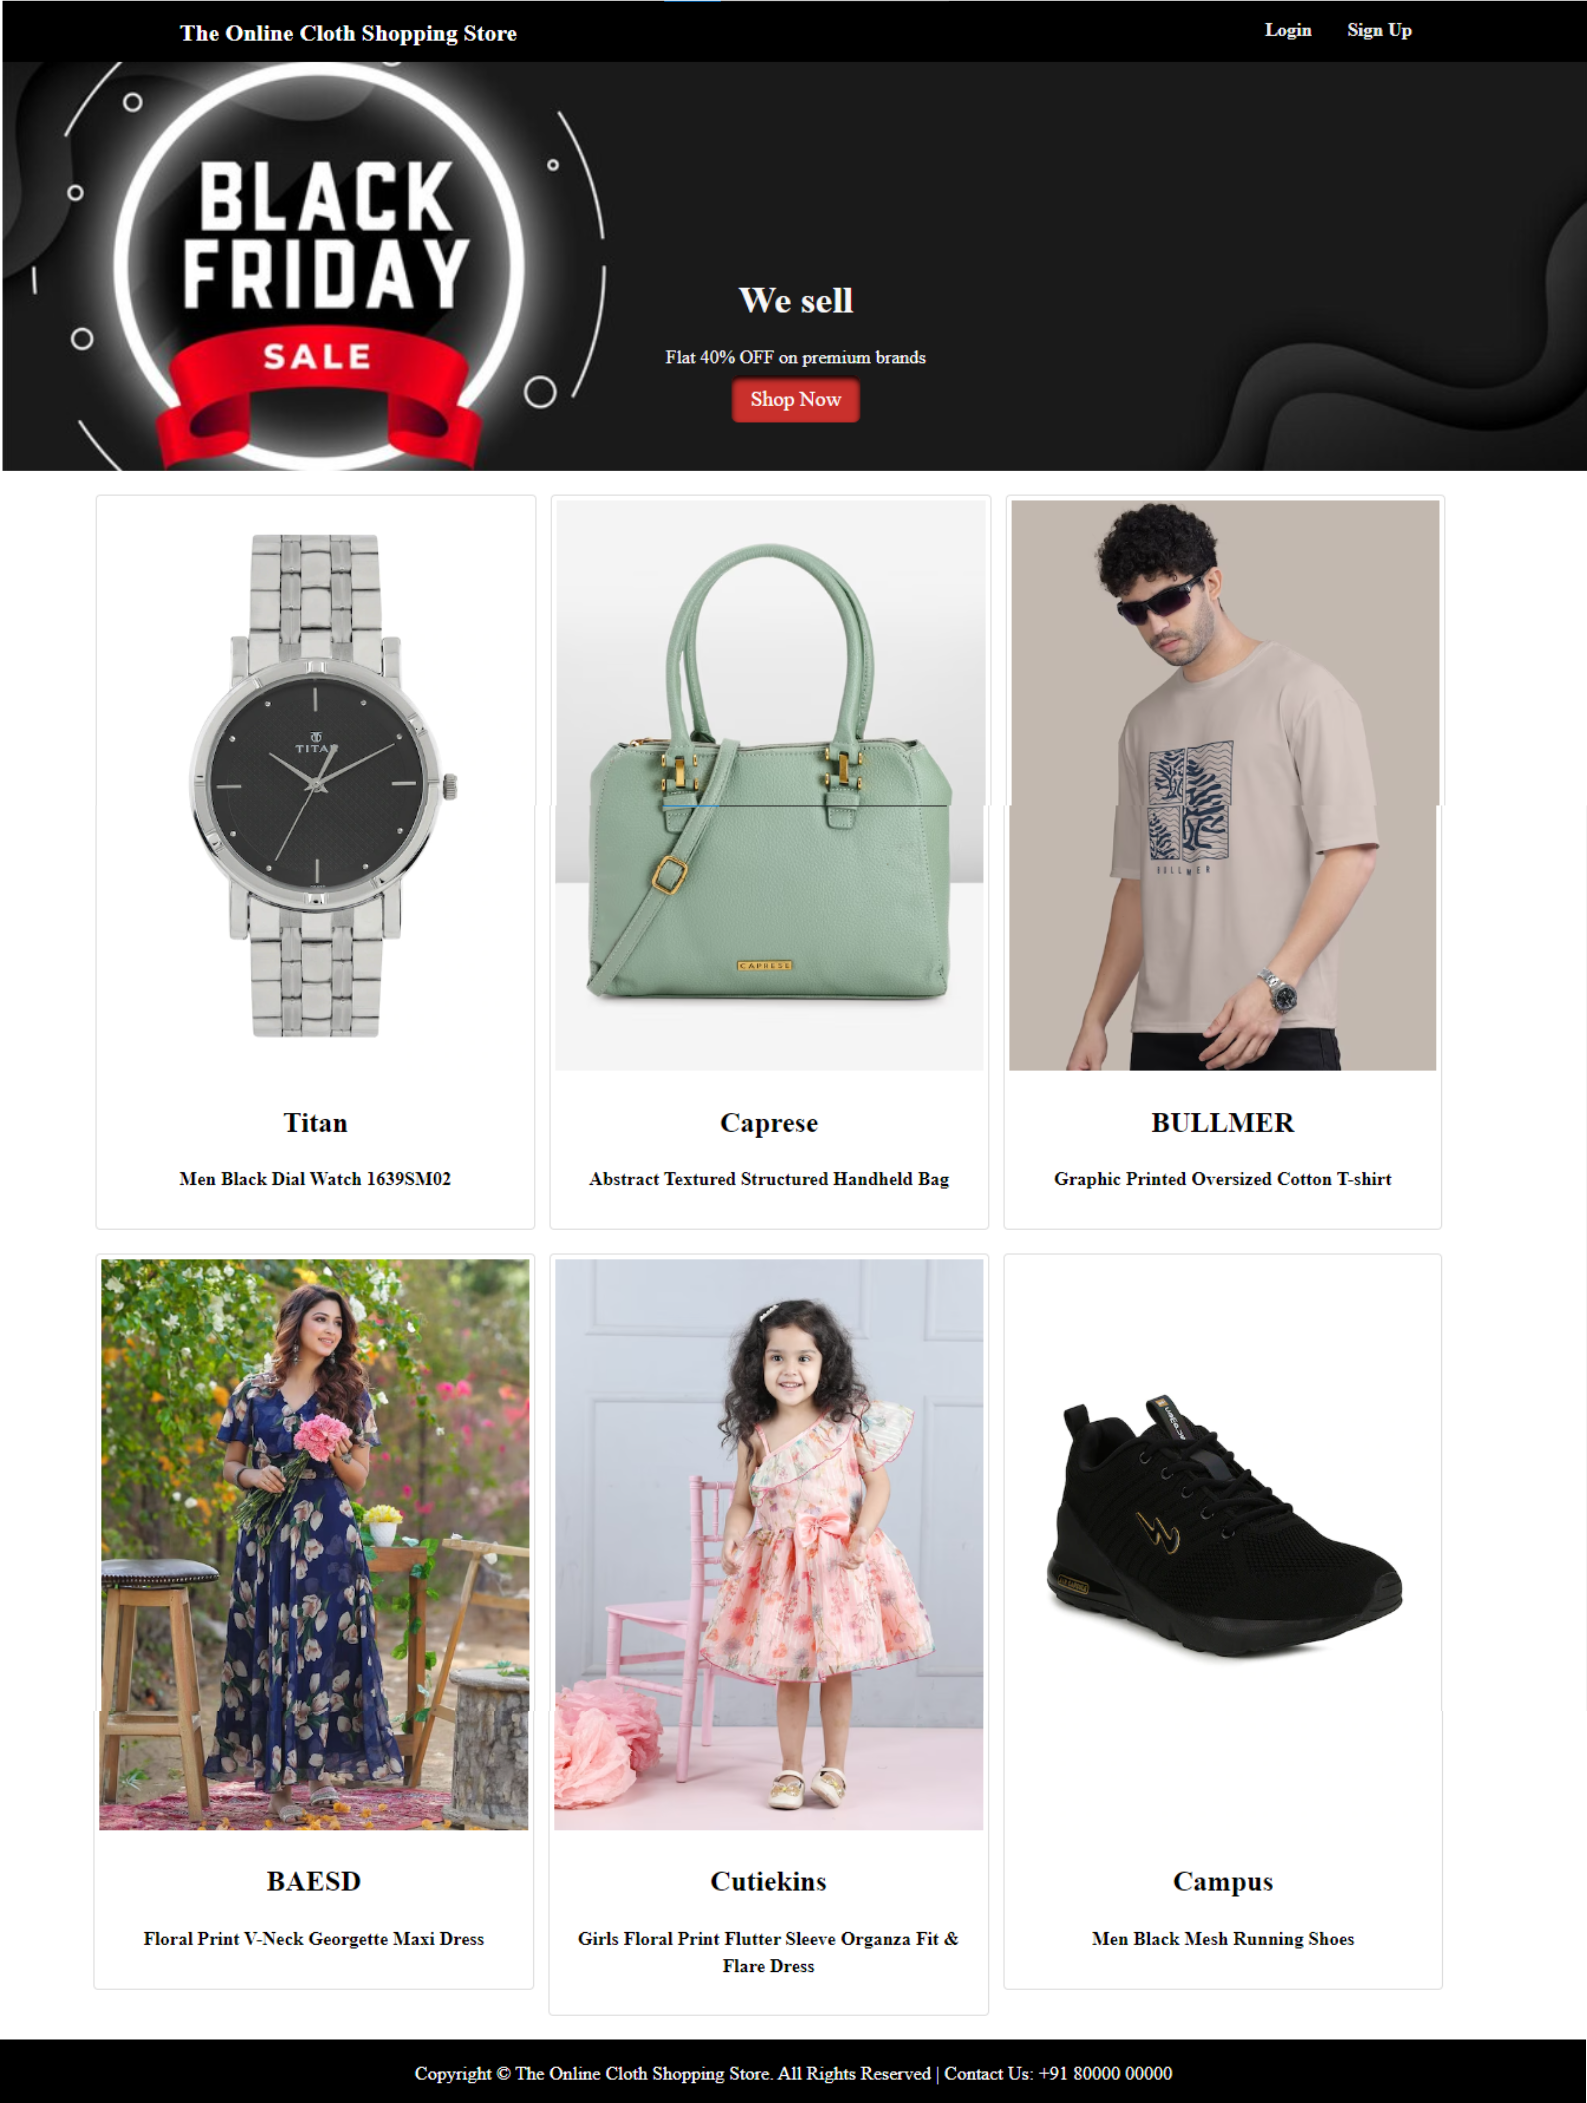 The Online Cloth Shopping Store
Login
Sign Up
BLACK
FRIDAY
SALE
We sell
Flat 40% OFF on premium brands
Shop Now
TITAN
CAPRESE
BULLMER
Titan
Caprese
BULLMER
Men Black Dial Watch 1639SM02
Abstract Textured Structured Handheld Bag
Graphic Printed Oversized Cotton T-shirt
BAESD
Cutiekins
Campus
Floral Print V-Neck Georgette Maxi Dress
Girls Floral Print Flutter Sleeve Organza Fit &
Flare Dress
Men Black Mesh Running Shoes
Copyright © The Online Cloth Shopping Store. All Rights Reserved | Contact Us: +91 80000 00000